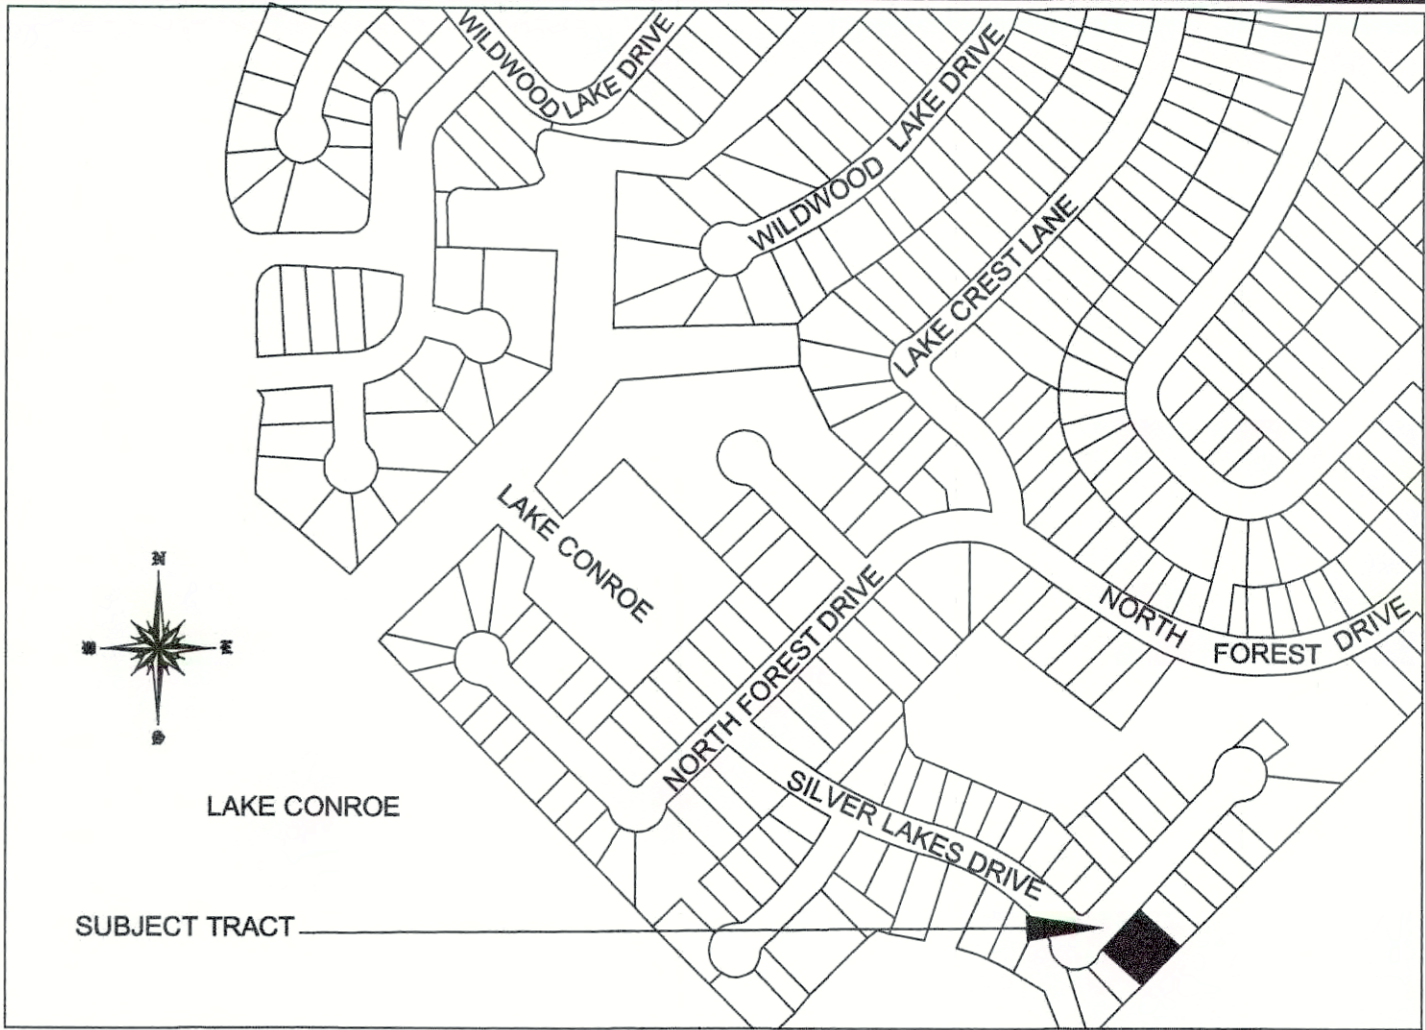 WILDWOOD
LAKE DRIVE
WILDWOOD LAKE DRIVE
LAKE CREST LANE
LAKE CONROE
NORTH FOREST DRIVE
NORTH FOREST DRIVE
SILVER LAKES DRIVE
N
W
E
S
LAKE CONROE
SUBJECT TRACT